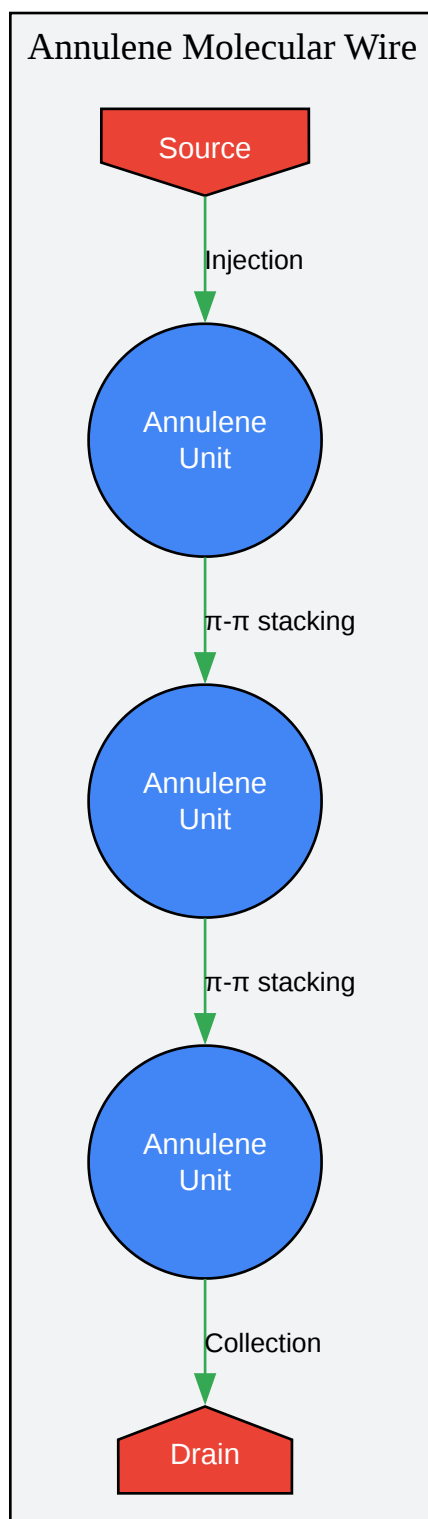 Annulene Molecular Wire
Source
Injection
Annulene
Unit
π-π stacking
Annulene
Unit
π-π stacking
Annulene
Unit
Collection
Drain